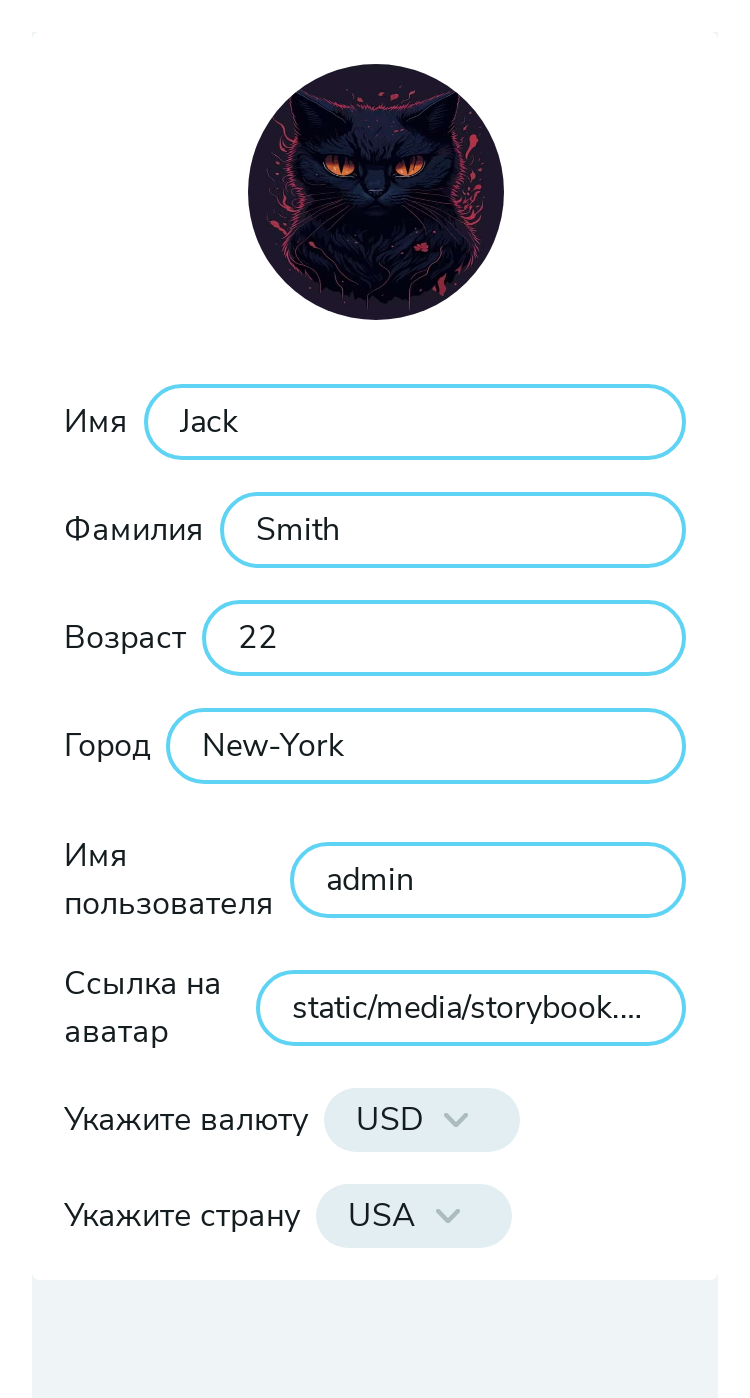 Имя Jack
Фамилия Smith
Возраст 22
Город New-York
Имя
пользователя admin
Ссылка на
аватар static/media/storybook....
Укажите валюту USD
Укажите страну USA